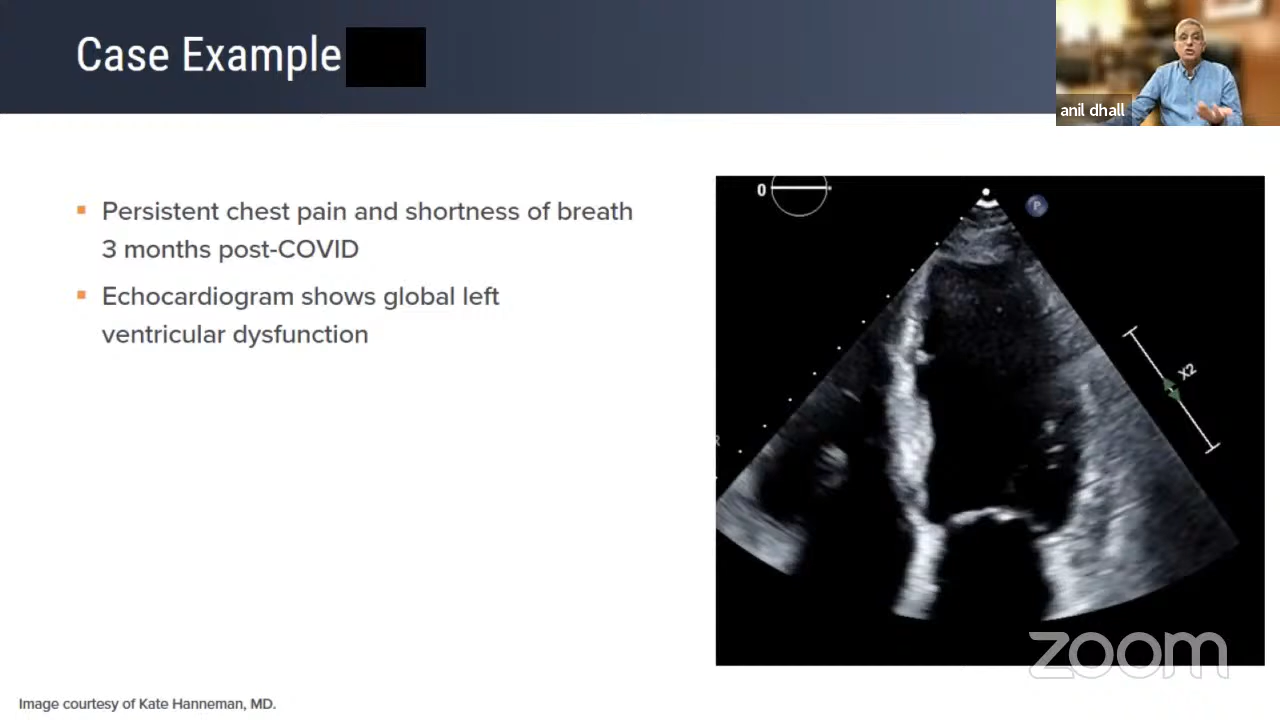 Case Example
anil dhall
Persistent chest pain and shortness of breath
3 months post-COVID
Echocardiogram shows global left
ventricular dysfunction
0
P
X2
R
zoom
Image courtesy of Kate Hanneman, MD.